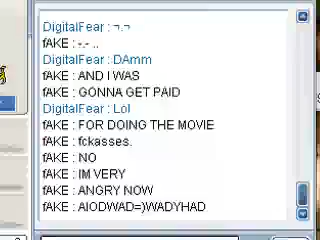 DigitalFear : ¬.¬
fAKE : -.- ..
DigitalFear : DAmm
fAKE : AND I WAS
fAKE : GONNA GET PAID
DigitalFear : Lol
fAKE : FOR DOING THE MOVIE
fAKE : fckasses.
fAKE : NO
fAKE : IM VERY
fAKE : ANGRY NOW
fAKE : AIODWAD=)WADYHAD